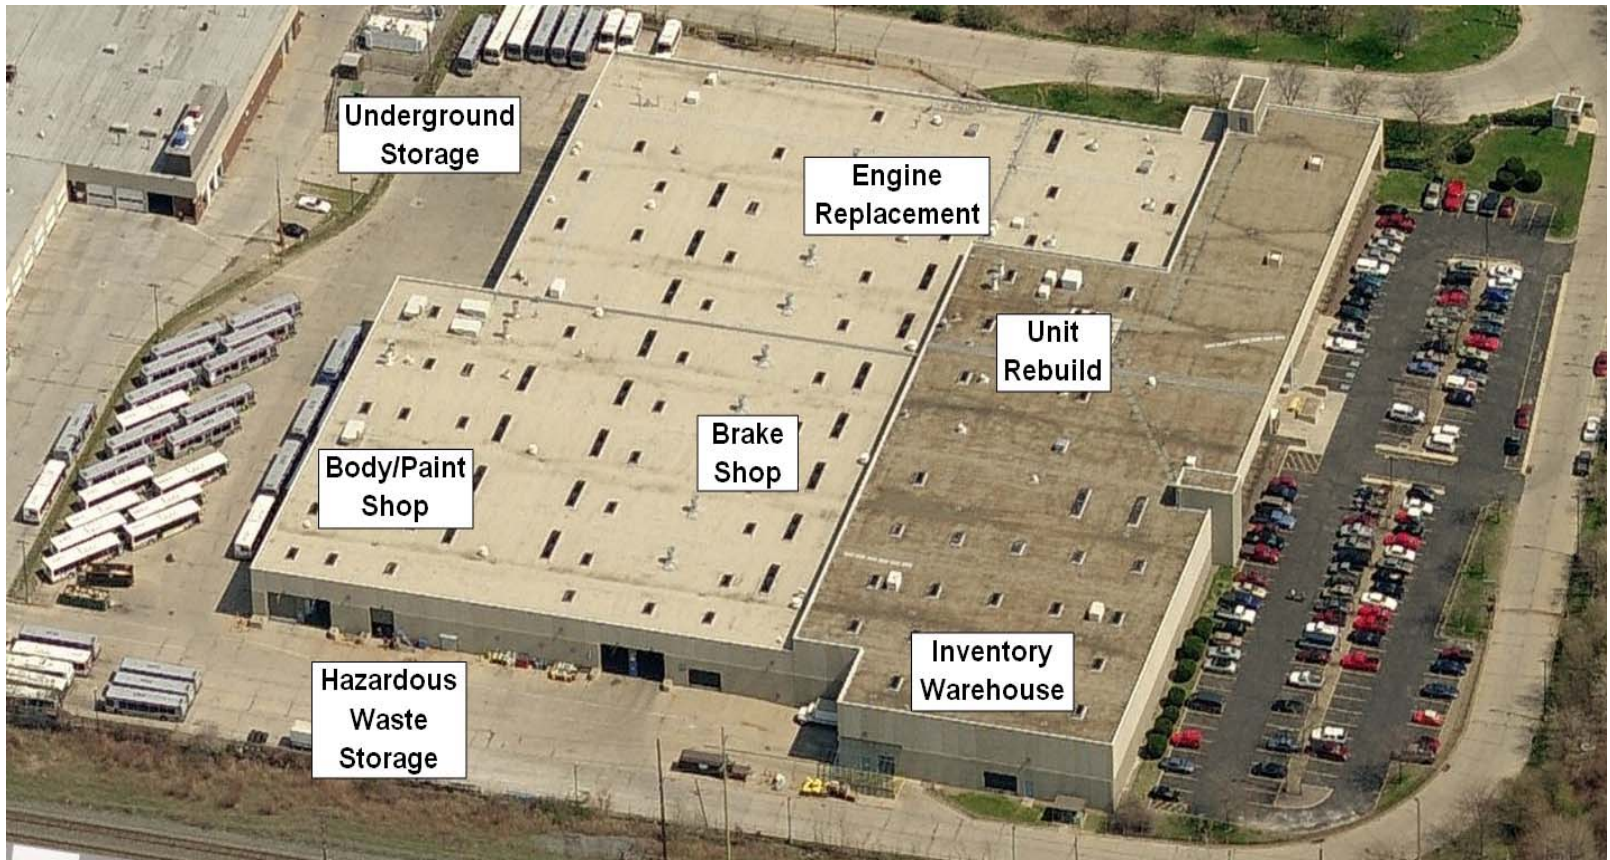 Underground
Storage
Engine
Replacement
Unit
Rebuild
Brake
Shop
Body/Paint
Shop
Inventory
Warehouse
Hazardous
Waste
Storage